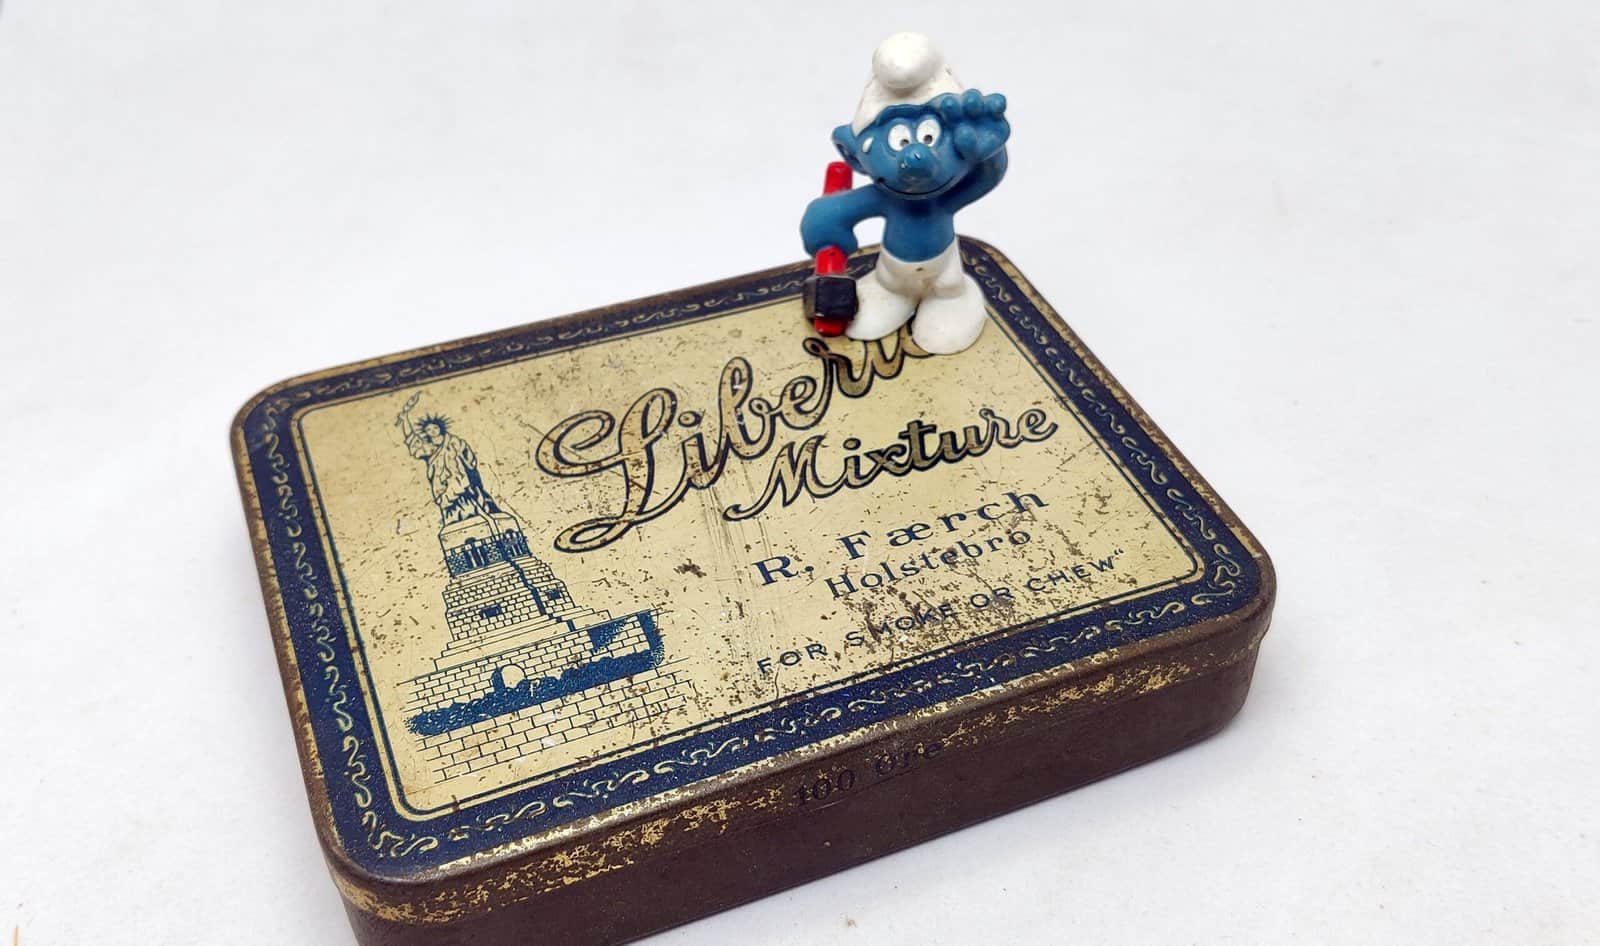 Mixture
R. Færch
Holstebro
FOR SMOKE OR CHEW"
100 øre